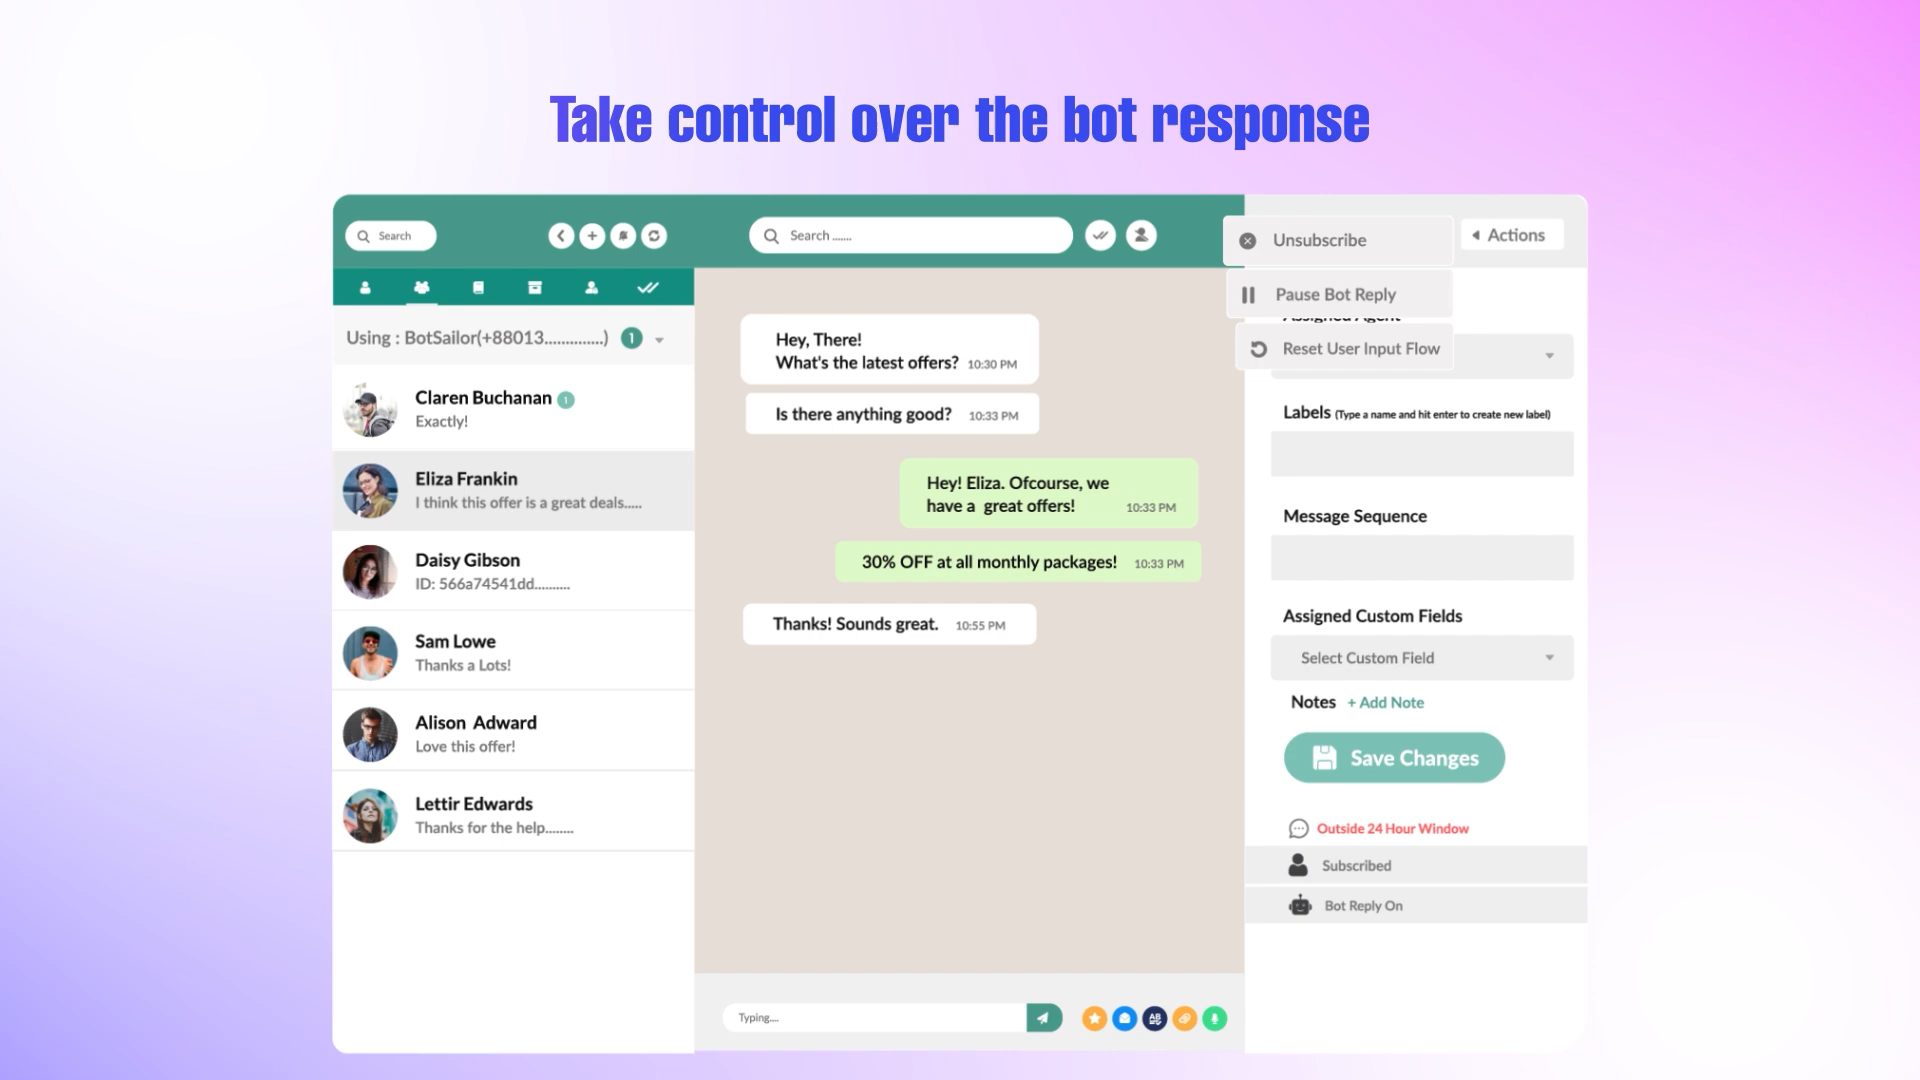 Take control over the bot response
Search
Search .......
Unsubscribe
Actions
Pause Bot Reply
Assigned Agent
Reset User Input Flow
Using : BotSailor(+88013..............) 1
Claren Buchanan 1
Exactly!
Eliza Frankin
I think this offer is a great deals.....
Daisy Gibson
ID: 566a74541dd..........
Sam Lowe
Thanks a Lots!
Alison Adward
Love this offer!
Lettir Edwards
Thanks for the help........
Hey, There!
What's the latest offers? 10:30 PM
Is there anything good? 10:33 PM
Hey! Eliza. Ofcourse, we
have a great offers! 10:33 PM
30% OFF at all monthly packages! 10:33 PM
Thanks! Sounds great. 10:55 PM
Typing....
AB
Labels (Type a name and hit enter to create new label)
Message Sequence
Assigned Custom Fields
Select Custom Field
Notes + Add Note
Save Changes
Outside 24 Hour Window
Subscribed
Bot Reply On